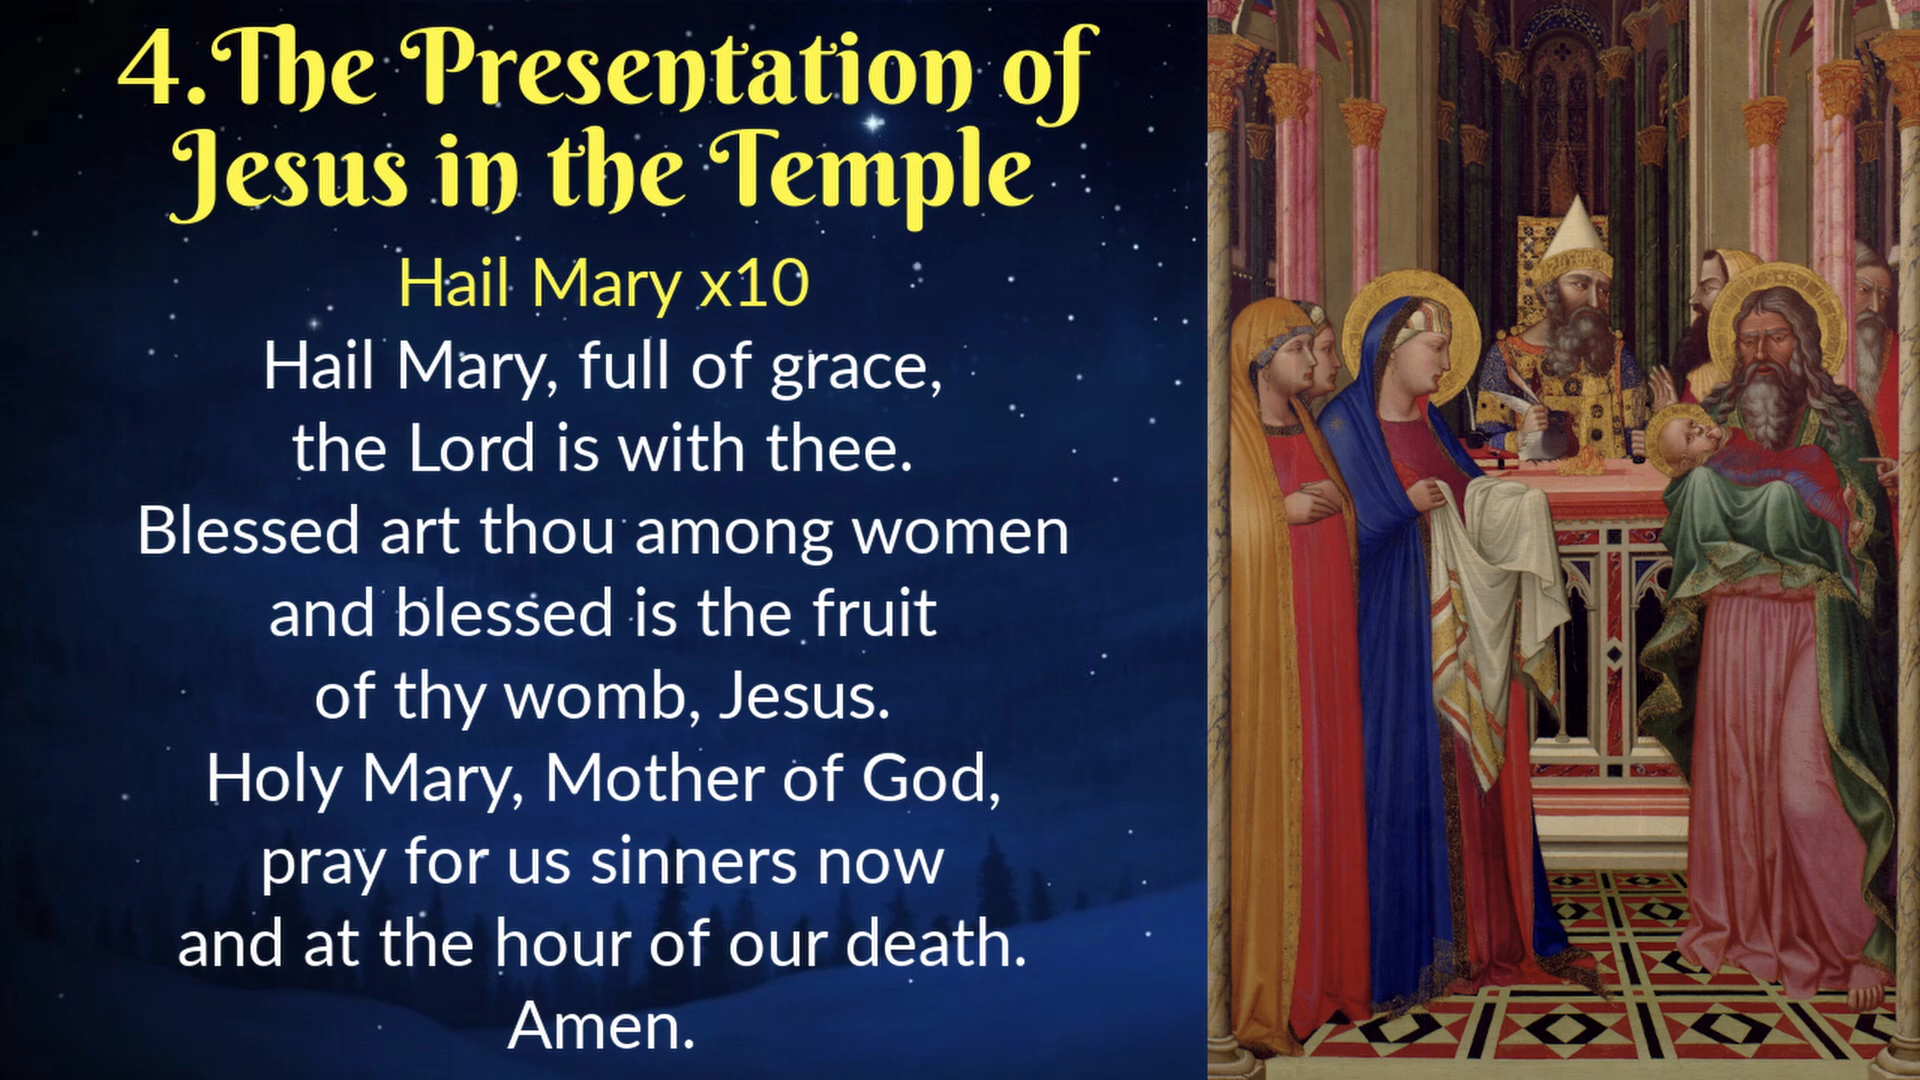 4.The Presentation of
Jesus in the Temple
Hail Mary x10
Hail Mary, full of grace,
the Lord is with thee.
Blessed art thou among women
and blessed is the fruit
of thy womb, Jesus.
Holy Mary, Mother of God,
pray for us sinners now
and at the hour of our death.
Amen.